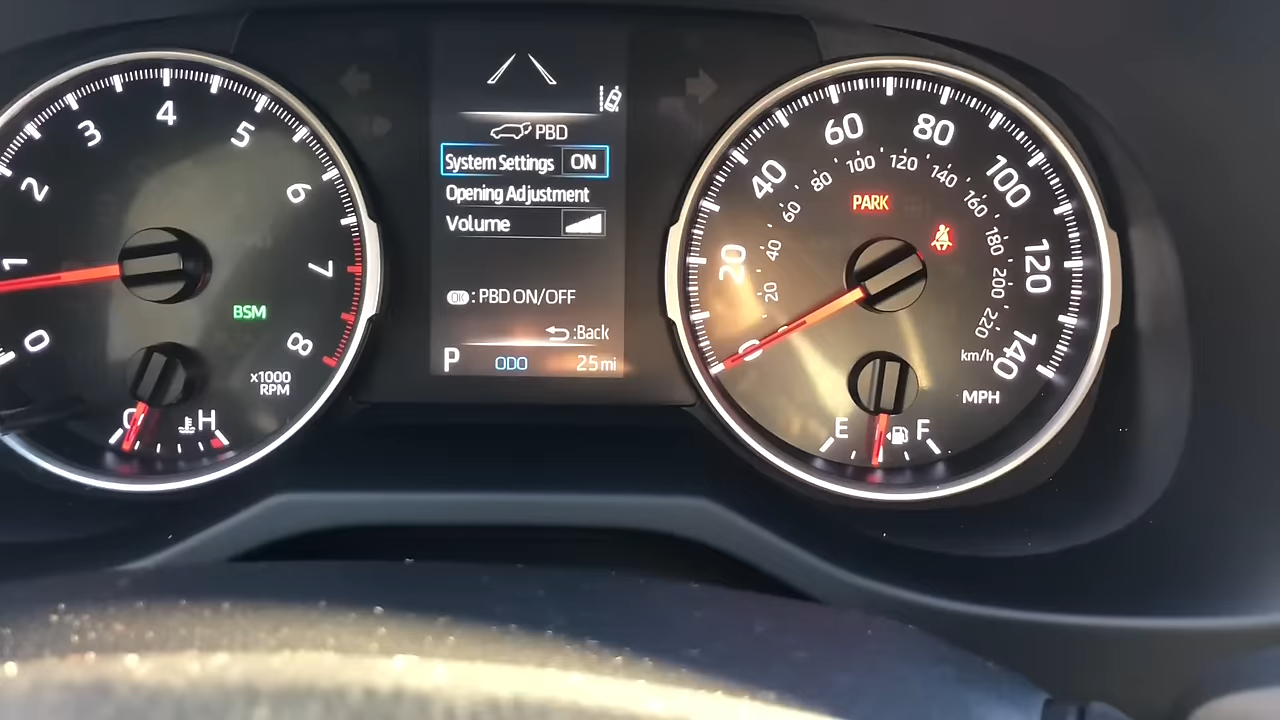 0
1
2
3
4
5
6
7
8
BSM
x1000
RPM
C
H
PBD
System Settings ON
Opening Adjustment
Volume
OK : PBD ON/OFF
:Back
P ODO 25 mi
0
20
40
60
80
100
120
140
20
40
60
80
100
120
140
160
180
200
220
km/h
MPH
PARK
E
F